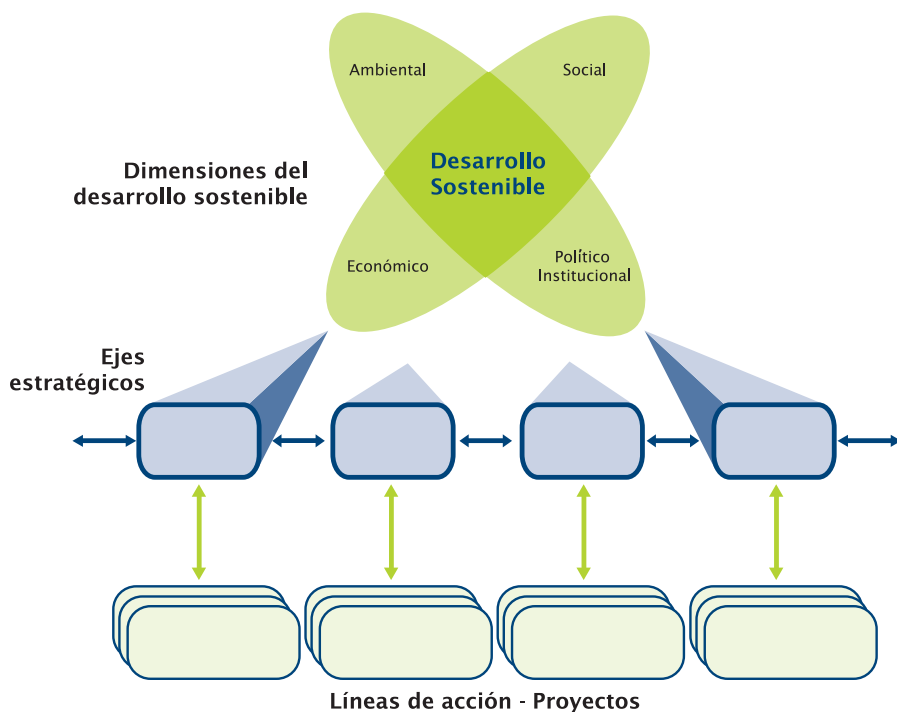 Ambiental
Social
Desarrollo
Sostenible
Dimensiones del
desarrollo sostenible
Económico
Político
Institucional
Ejes
estratégicos
Líneas de acción - Proyectos